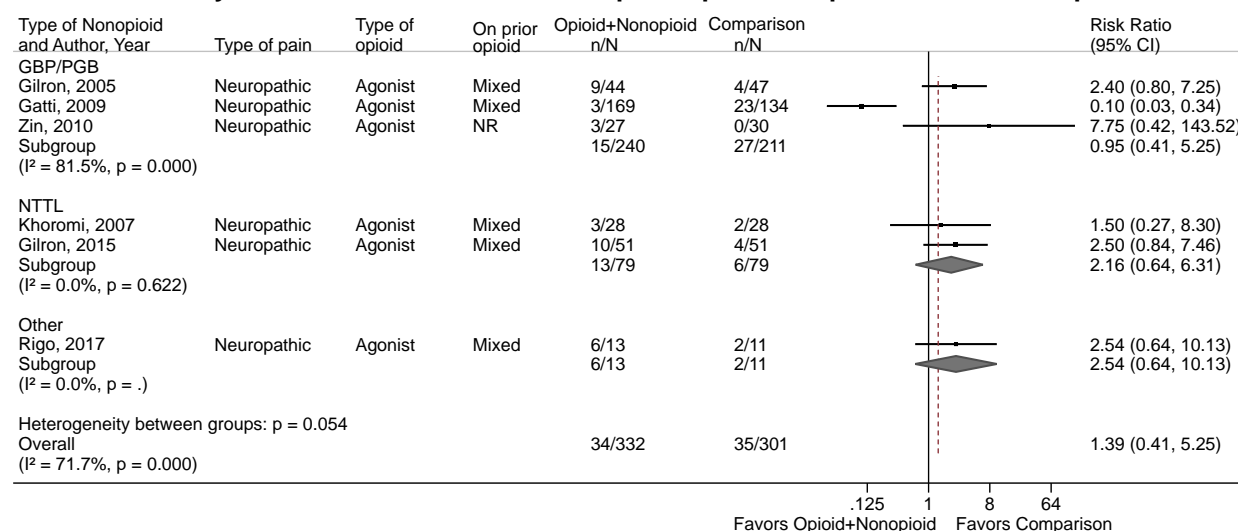 Type of Nonopioid Type of On prior Opioid+Nonopioid Comparison Risk Ratio
and Author, Year Type of pain opioid opioid n/N n/N (95% CI)
GBP/PGB
Gilron, 2005 Neuropathic Agonist Mixed 9/44 4/47 2.40 (0.80, 7.25)
Gatti, 2009 Neuropathic Agonist Mixed 3/169 23/134 0.10 (0.03, 0.34)
Zin, 2010 Neuropathic Agonist NR 3/27 0/30 7.75 (0.42, 143.52)
Subgroup 15/240 27/211 0.95 (0.41, 5.25)
(I² = 81.5%, p = 0.000)
NTTL
Khoromi, 2007 Neuropathic Agonist Mixed 3/28 2/28 1.50 (0.27, 8.30)
Gilron, 2015 Neuropathic Agonist Mixed 10/51 4/51 2.50 (0.84, 7.46)
Subgroup 13/79 6/79 2.16 (0.64, 6.31)
(I² = 0.0%, p = 0.622)
Other
Rigo, 2017 Neuropathic Agonist Mixed 6/13 2/11 2.54 (0.64, 10.13)
Subgroup 6/13 2/11 2.54 (0.64, 10.13)
(I² = 0.0%, p = .)
Heterogeneity between groups: p = 0.054
Overall 34/332 35/301 1.39 (0.41, 5.25)
(I² = 71.7%, p = 0.000)
.125 1 8 64
Favors Opioid+Nonopioid Favors Comparison